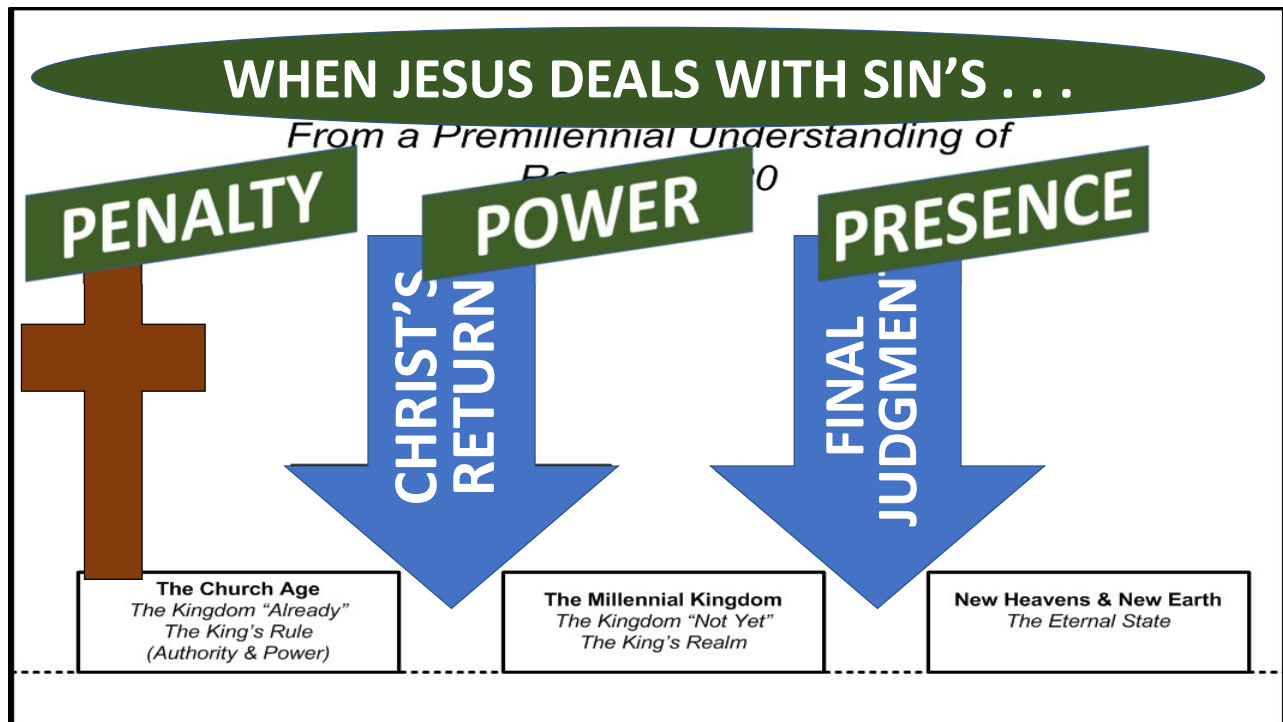 WHEN JESUS DEALS WITH SIN'S . . .
From a Premillennial Understanding of
PENALTY
POWER
PRESENCE
CHRIST'S
RETURN
FINAL
JUDGMENT
The Church Age
The Kingdom “Already”
The King’s Rule
(Authority & Power)
The Millennial Kingdom
The Kingdom “Not Yet”
The King’s Realm
New Heavens & New Earth
The Eternal State